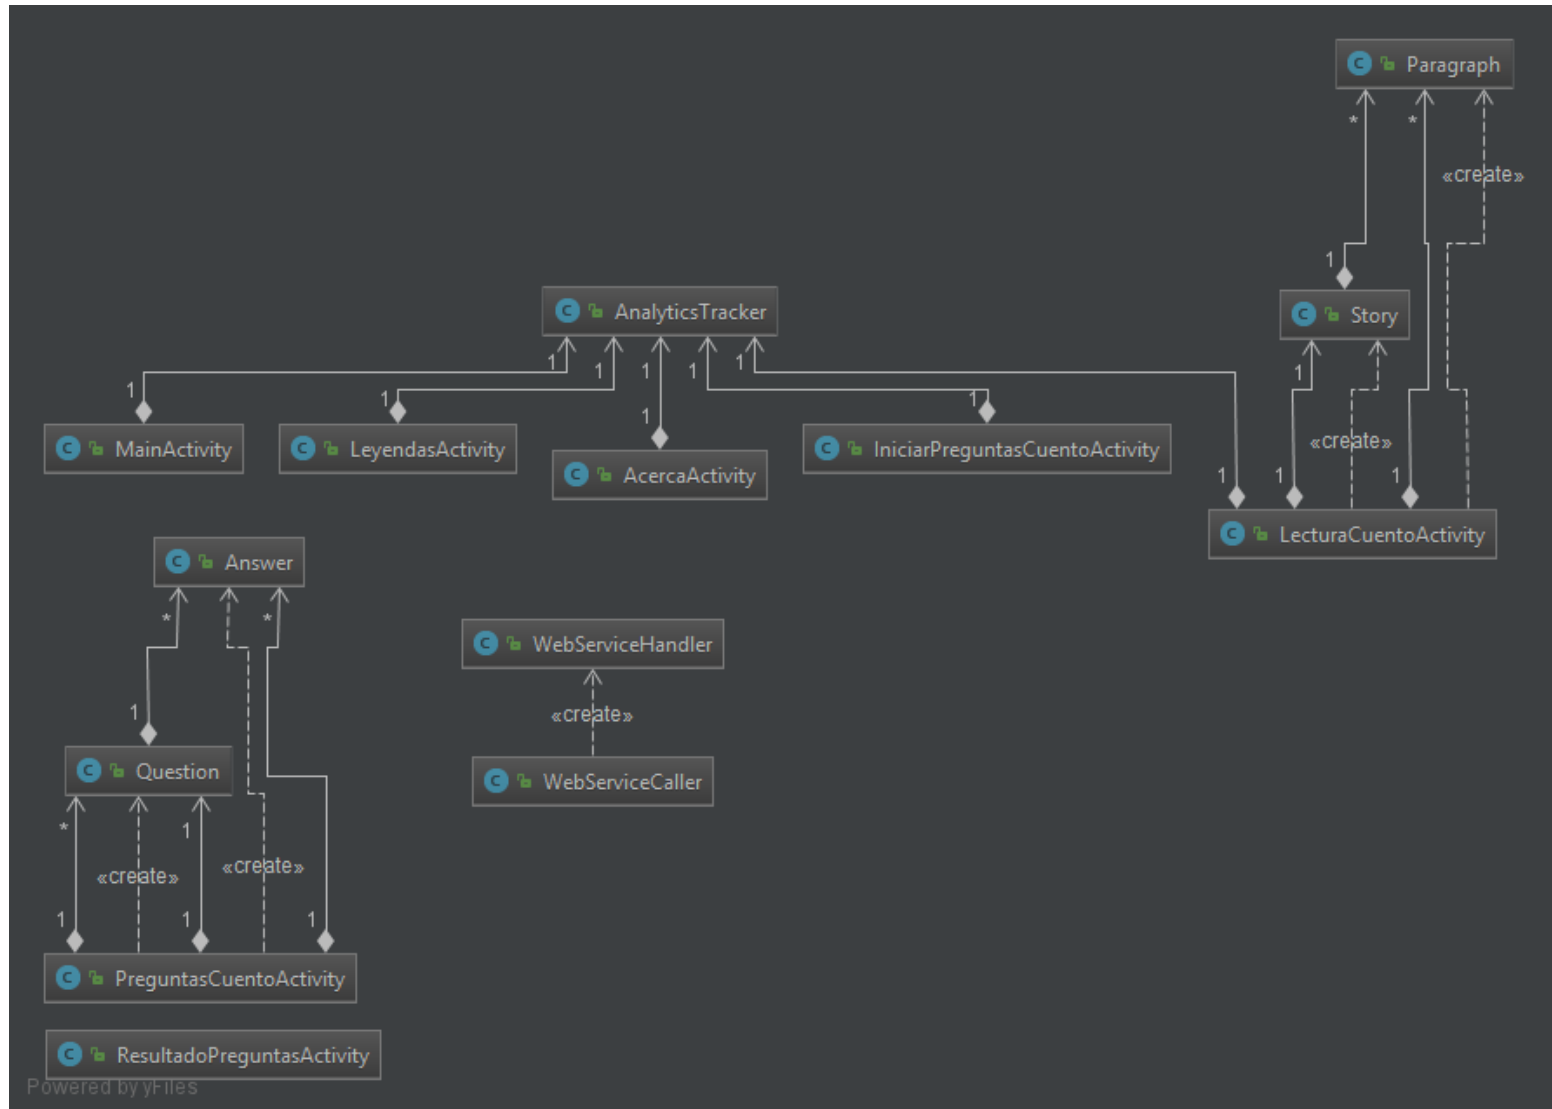 C Paragraph
*
*
«create»
1
C Story
C AnalyticsTracker
1
1
1
1
1
1
1
1
1
1
C MainActivity
C LeyendasActivity
C AcercaActivity
C IniciarPreguntasCuentoActivity
1
«create»
1
1
C LecturaCuentoActivity
C Answer
*
*
C WebServiceHandler
«create»
C WebServiceCaller
1
C Question
*
1
«create»
«create»
1
1
1
C PreguntasCuentoActivity
C ResultadoPreguntasActivity
Powered by yFiles